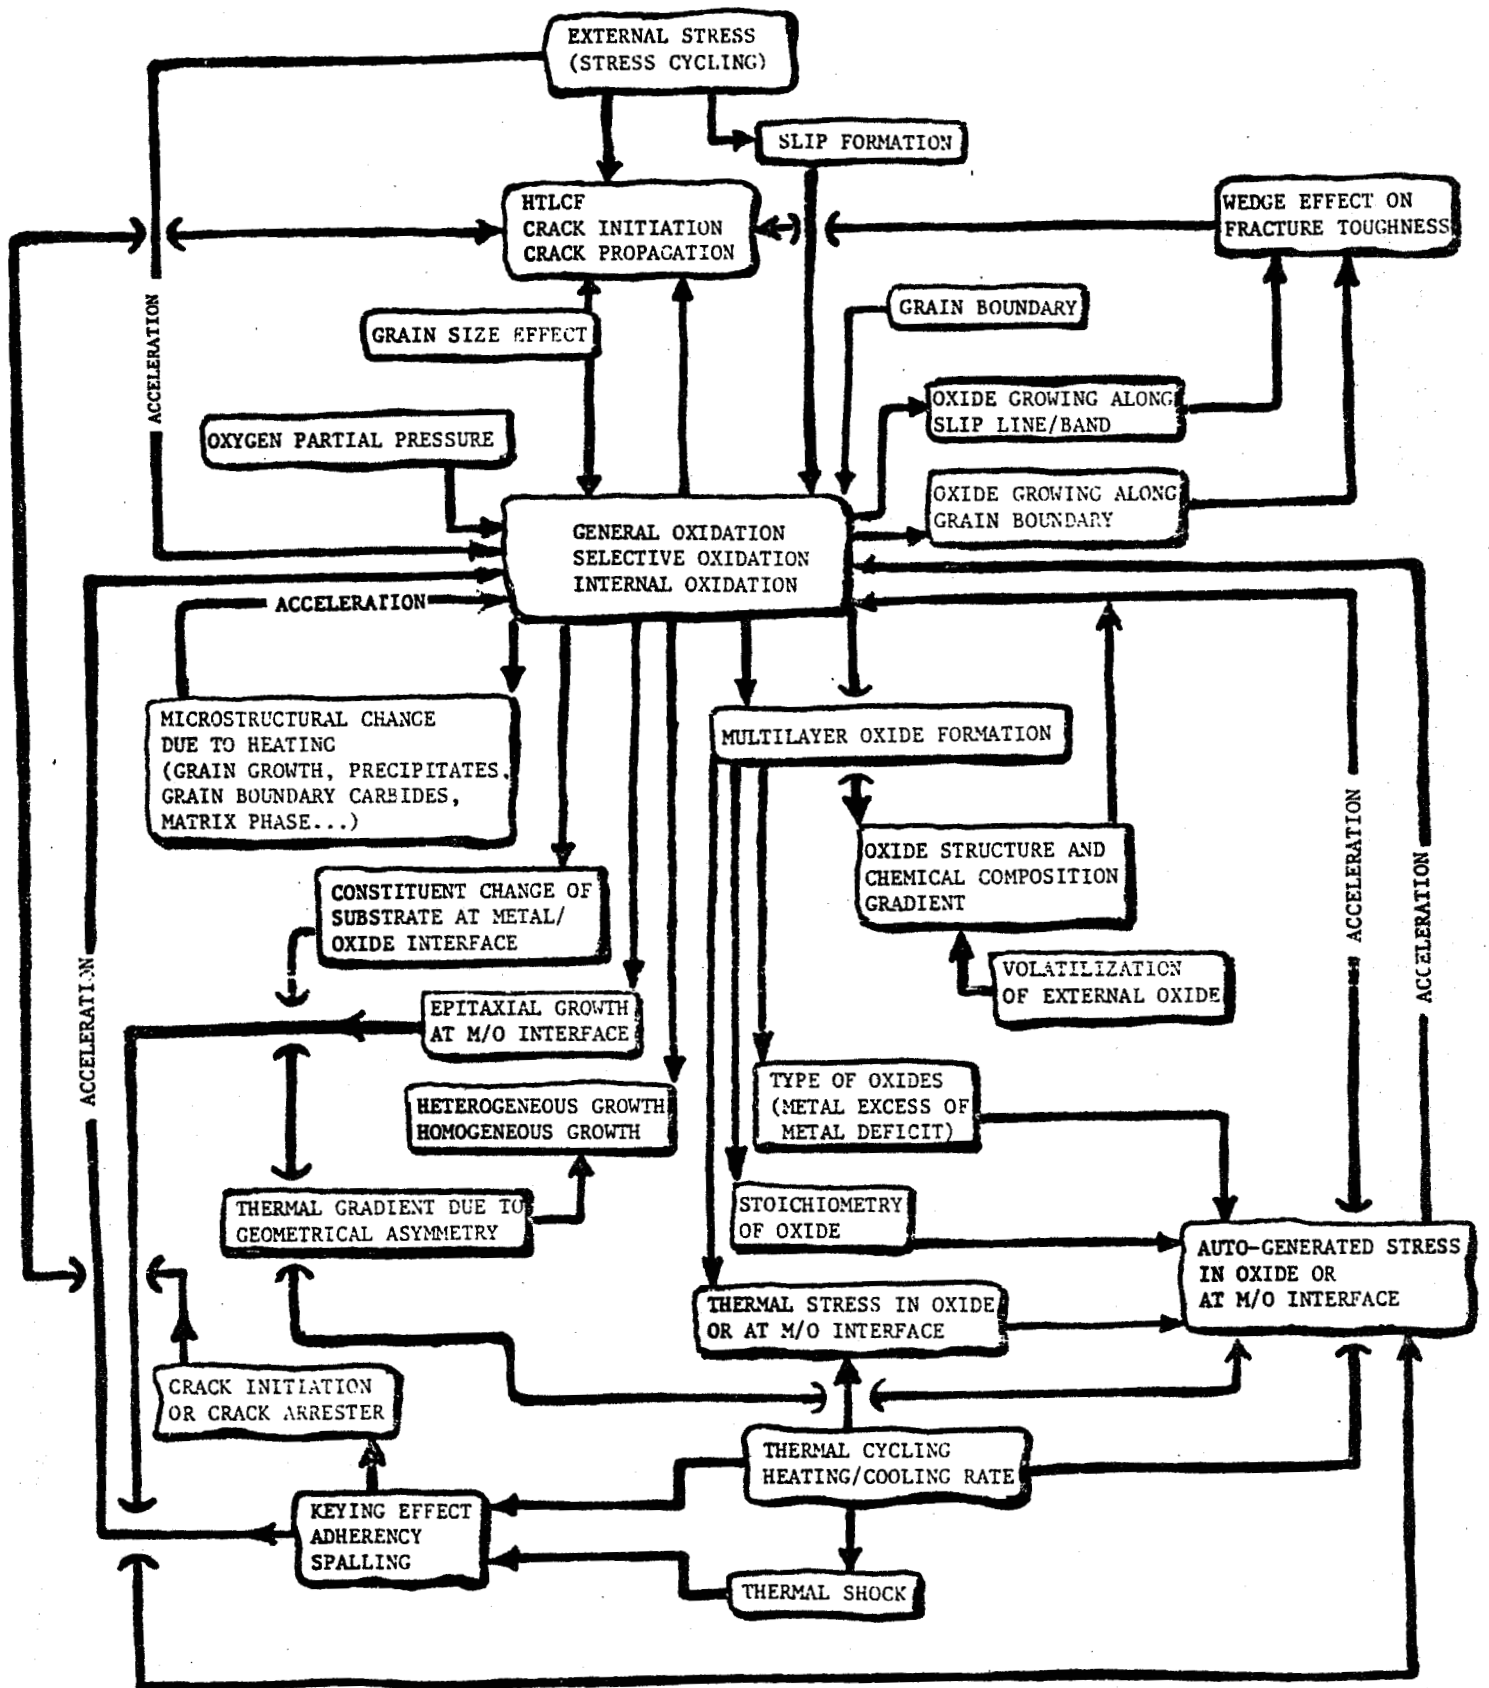 EXTERNAL STRESS
(STRESS CYCLING)
SLIP FORMATION
HTLCF
CRACK INITIATION
CRACK PROPAGATION
WEDGE EFFECT ON
FRACTURE TOUGHNESS
ACCELERATION
GRAIN SIZE EFFECT
GRAIN BOUNDARY
OXIDE GROWING ALONG
SLIP LINE/BAND
OXYGEN PARTIAL PRESSURE
OXIDE GROWING ALONG
GRAIN BOUNDARY
GENERAL OXIDATION
SELECTIVE OXIDATION
INTERNAL OXIDATION
ACCELERATION
MICROSTRUCTURAL CHANGE
DUE TO HEATING
(GRAIN GROWTH, PRECIPITATES,
GRAIN BOUNDARY CARBIDES,
MATRIX PHASE...)
MULTILAYER OXIDE FORMATION
OXIDE STRUCTURE AND
CHEMICAL COMPOSITION
GRADIENT
ACCELERATION
ACCELERATION
CONSTITUENT CHANGE OF
SUBSTRATE AT METAL/
OXIDE INTERFACE
VOLATILIZATION
OF EXTERNAL OXIDE
ACCELERATION
EPITAXIAL GROWTH
AT M/O INTERFACE
HETEROGENEOUS GROWTH
HOMOGENEOUS GROWTH
TYPE OF OXIDES
(METAL EXCESS OF
METAL DEFICIT)
THERMAL GRADIENT DUE TO
GEOMETRICAL ASYMMETRY
STOICHIOMETRY
OF OXIDE
AUTO-GENERATED STRESS
IN OXIDE OR
AT M/O INTERFACE
THERMAL STRESS IN OXIDE
OR AT M/O INTERFACE
CRACK INITIATION
OR CRACK ARRESTER
THERMAL CYCLING
HEATING/COOLING RATE
KEYING EFFECT
ADHERENCY
SPALLING
THERMAL SHOCK